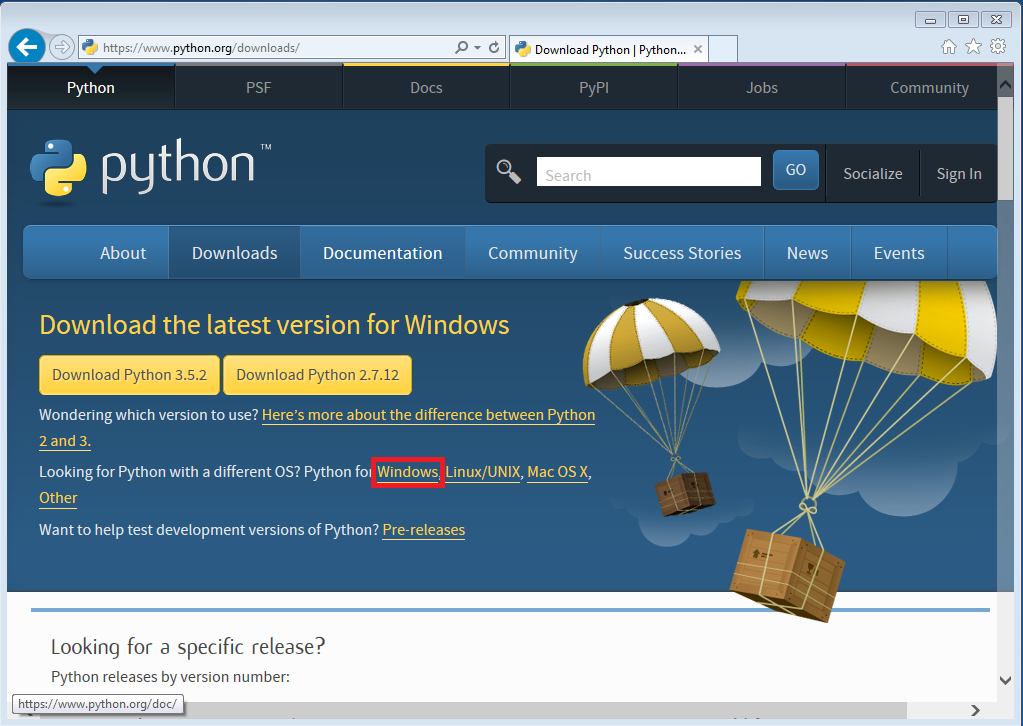 https://www.python.org/downloads/
Download Python | Python...
Python
PSF
Docs
PyPI
Jobs
Community
python™
Search
GO
Socialize
Sign In
About
Downloads
Documentation
Community
Success Stories
News
Events
Download the latest version for Windows
Download Python 3.5.2
Download Python 2.7.12
Wondering which version to use? Here's more about the difference between Python
2 and 3.
Looking for Python with a different OS? Python for Windows, Linux/UNIX, Mac OS X,
Other
Want to help test development versions of Python? Pre-releases
Looking for a specific release?
Python releases by version number:
https://www.python.org/doc/